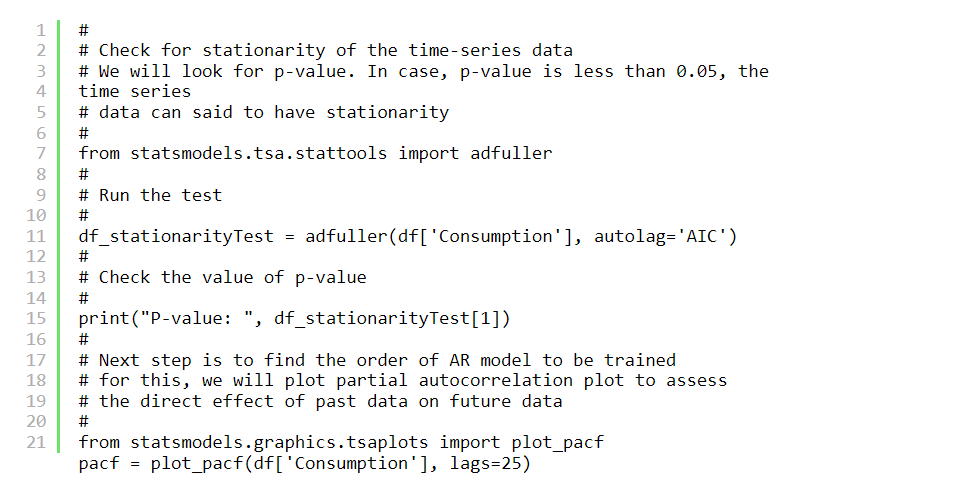 1 #
2 # Check for stationarity of the time-series data
3 # We will look for p-value. In case, p-value is less than 0.05, the
4 time series
5 # data can said to have stationarity
6 #
7 from statsmodels.tsa.stattools import adfuller
8 #
9 # Run the test
10 #
11 df_stationarityTest = adfuller(df['Consumption'], autolag='AIC')
12 #
13 # Check the value of p-value
14 #
15 print("P-value: ", df_stationarityTest[1])
16 #
17 # Next step is to find the order of AR model to be trained
18 # for this, we will plot partial autocorrelation plot to assess
19 # the direct effect of past data on future data
20 #
21 from statsmodels.graphics.tsaplots import plot_pacf
pacf = plot_pacf(df['Consumption'], lags=25)